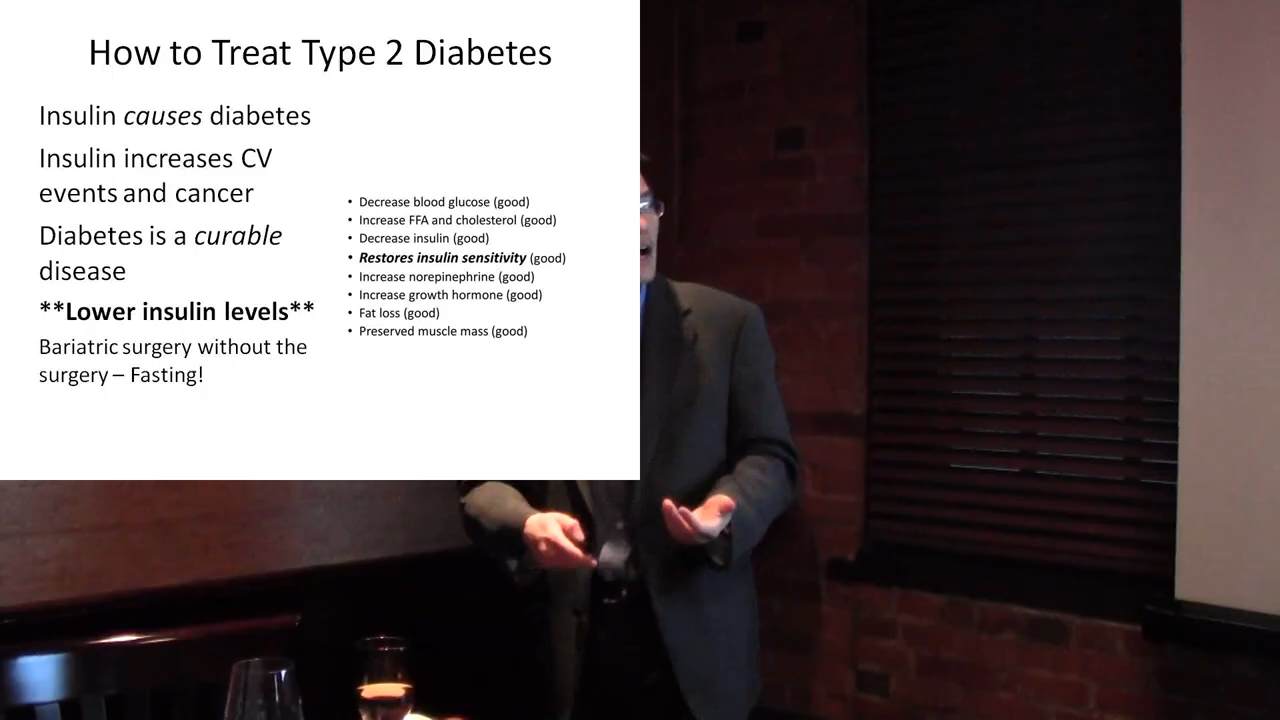 How to Treat Type 2 Diabetes
Insulin causes diabetes
Insulin increases CV
events and cancer
Diabetes is a curable
disease
**Lower insulin levels**
Bariatric surgery without the
surgery – Fasting!
• Decrease blood glucose (good)
• Increase FFA and cholesterol (good)
• Decrease insulin (good)
• Restores insulin sensitivity (good)
• Increase norepinephrine (good)
• Increase growth hormone (good)
• Fat loss (good)
• Preserved muscle mass (good)